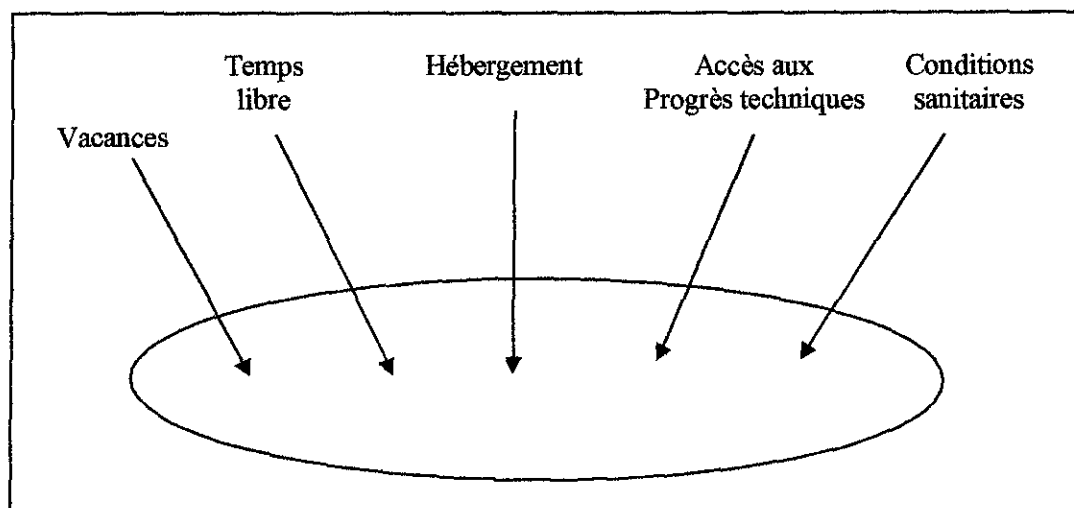 Vacances
Temps
libre
Hébergement
Accès aux
Progrès techniques
Conditions
sanitaires